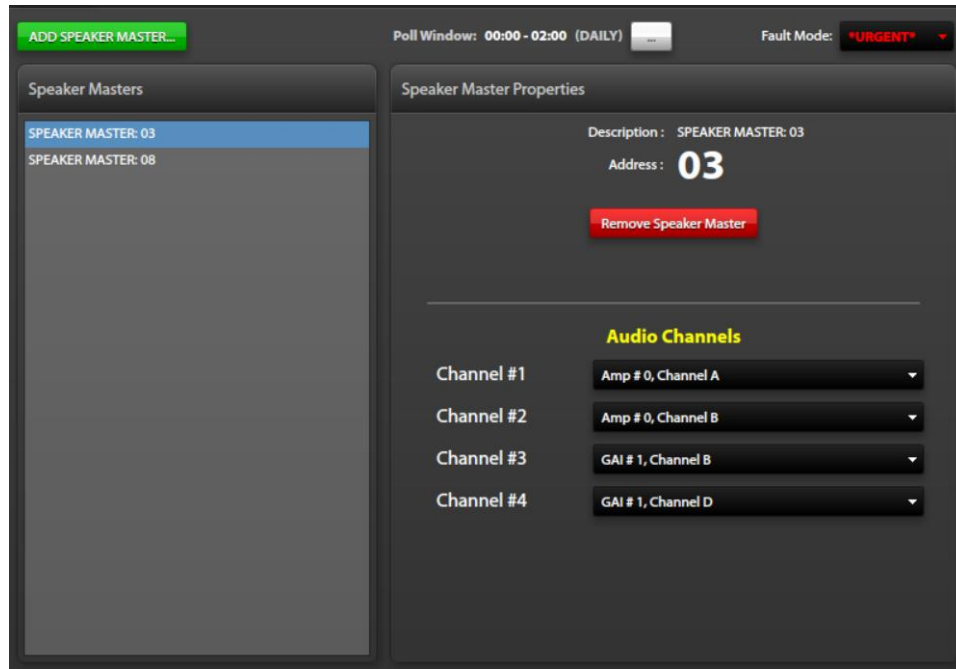 ADD SPEAKER MASTER...
Poll Window: 00:00 - 02:00 (DAILY) ...
Fault Mode: *URGENT*
Speaker Masters
SPEAKER MASTER: 03
SPEAKER MASTER: 08
Speaker Master Properties
Description : SPEAKER MASTER: 03
Address : 03
Remove Speaker Master
Audio Channels
Channel #1 Amp # 0, Channel A
Channel #2 Amp # 0, Channel B
Channel #3 GAI # 1, Channel B
Channel #4 GAI # 1, Channel D